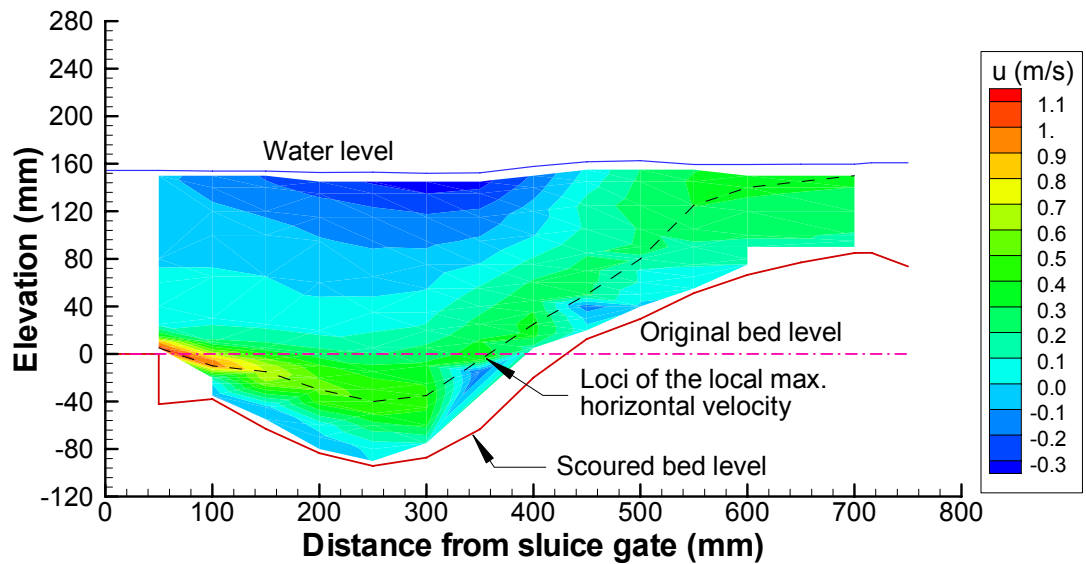 280
240
200
160
120
80
40
0
-40
-80
-120
Elevation (mm)
0 100 200 300 400 500 600 700 800
Distance from sluice gate (mm)
Water level
Original bed level
Loci of the local max.
horizontal velocity
Scoured bed level
u (m/s)
1.1
1.
0.9
0.8
0.7
0.6
0.5
0.4
0.3
0.2
0.1
0.0
-0.1
-0.2
-0.3